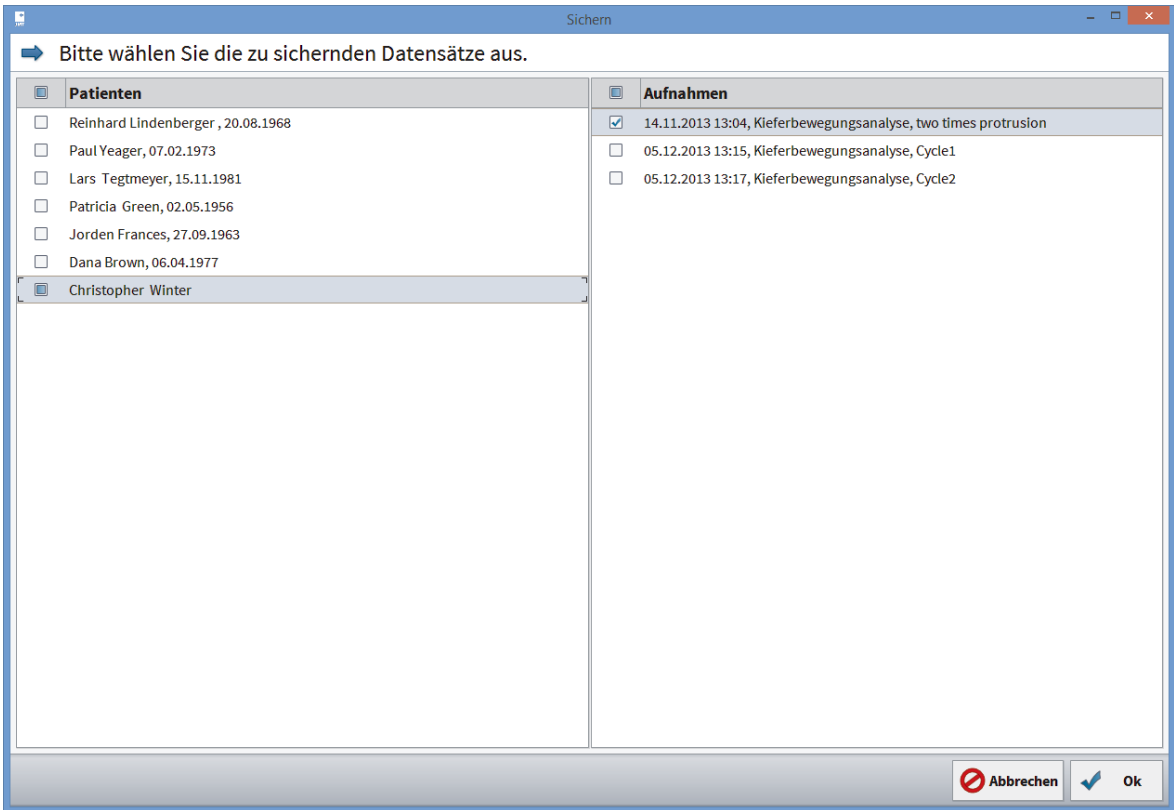 Sichern
Bitte wählen Sie die zu sichernden Datensätze aus.
Patienten
Reinhard Lindenberger , 20.08.1968
Paul Yeager, 07.02.1973
Lars Tegtmeyer, 15.11.1981
Patricia Green, 02.05.1956
Jorden Frances, 27.09.1963
Dana Brown, 06.04.1977
Christopher Winter
Aufnahmen
14.11.2013 13:04, Kieferbewegungsanalyse, two times protrusion
05.12.2013 13:15, Kieferbewegungsanalyse, Cycle1
05.12.2013 13:17, Kieferbewegungsanalyse, Cycle2
Abbrechen
Ok